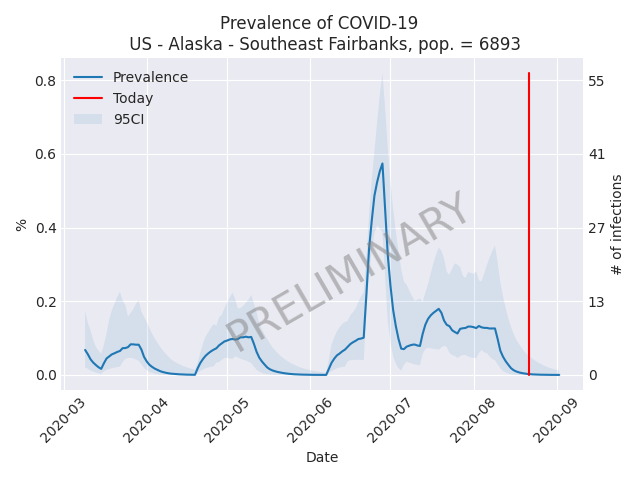 Prevalence of COVID-19
US - Alaska - Southeast Fairbanks, pop. = 6893
Prevalence
Today
95CI
PRELIMINARY
%
0.8
0.6
0.4
0.2
0.0
55
41
27
13
0
# of infections
2020-03
2020-04
2020-05
2020-06
2020-07
2020-08
2020-09
Date